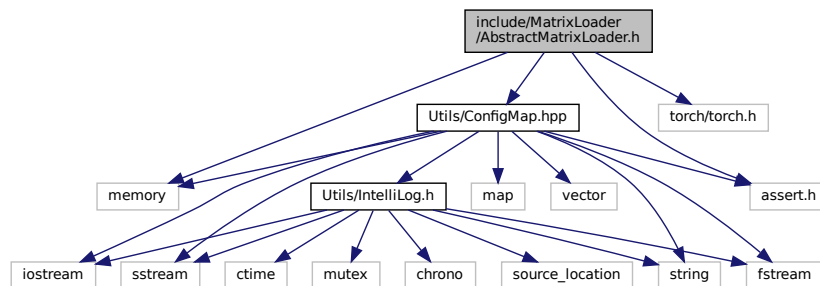 include/MatrixLoader
/AbstractMatrixLoader.h
Utils/ConfigMap.hpp
torch/torch.h
memory
Utils/IntelliLog.h
map
vector
assert.h
iostream
sstream
ctime
mutex
chrono
source_location
string
fstream